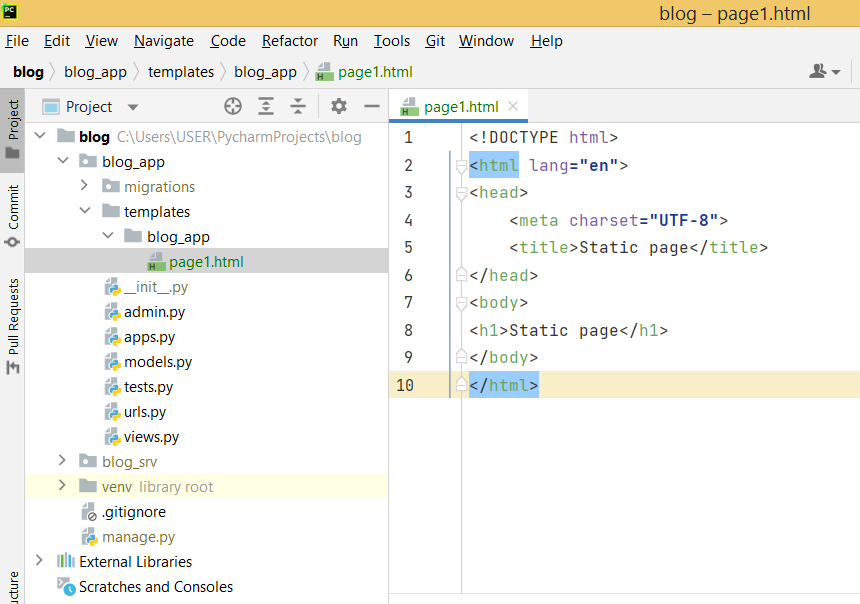 PC
blog – page1.html
File Edit View Navigate Code Refactor Run Tools Git Window Help
blog blog_app templates blog_app page1.html
Project
Commit
Pull Requests
ucture
Project
blog C:\Users\USER\PycharmProjects\blog
blog_app
migrations
templates
blog_app
page1.html
__init__.py
admin.py
apps.py
models.py
tests.py
urls.py
views.py
blog_srv
venv library root
.gitignore
manage.py
External Libraries
Scratches and Consoles
page1.html
1 <!DOCTYPE html>
2 <html lang="en">
3 <head>
4     <meta charset="UTF-8">
5     <title>Static page</title>
6 </head>
7 <body>
8 <h1>Static page</h1>
9 </body>
10 </html>